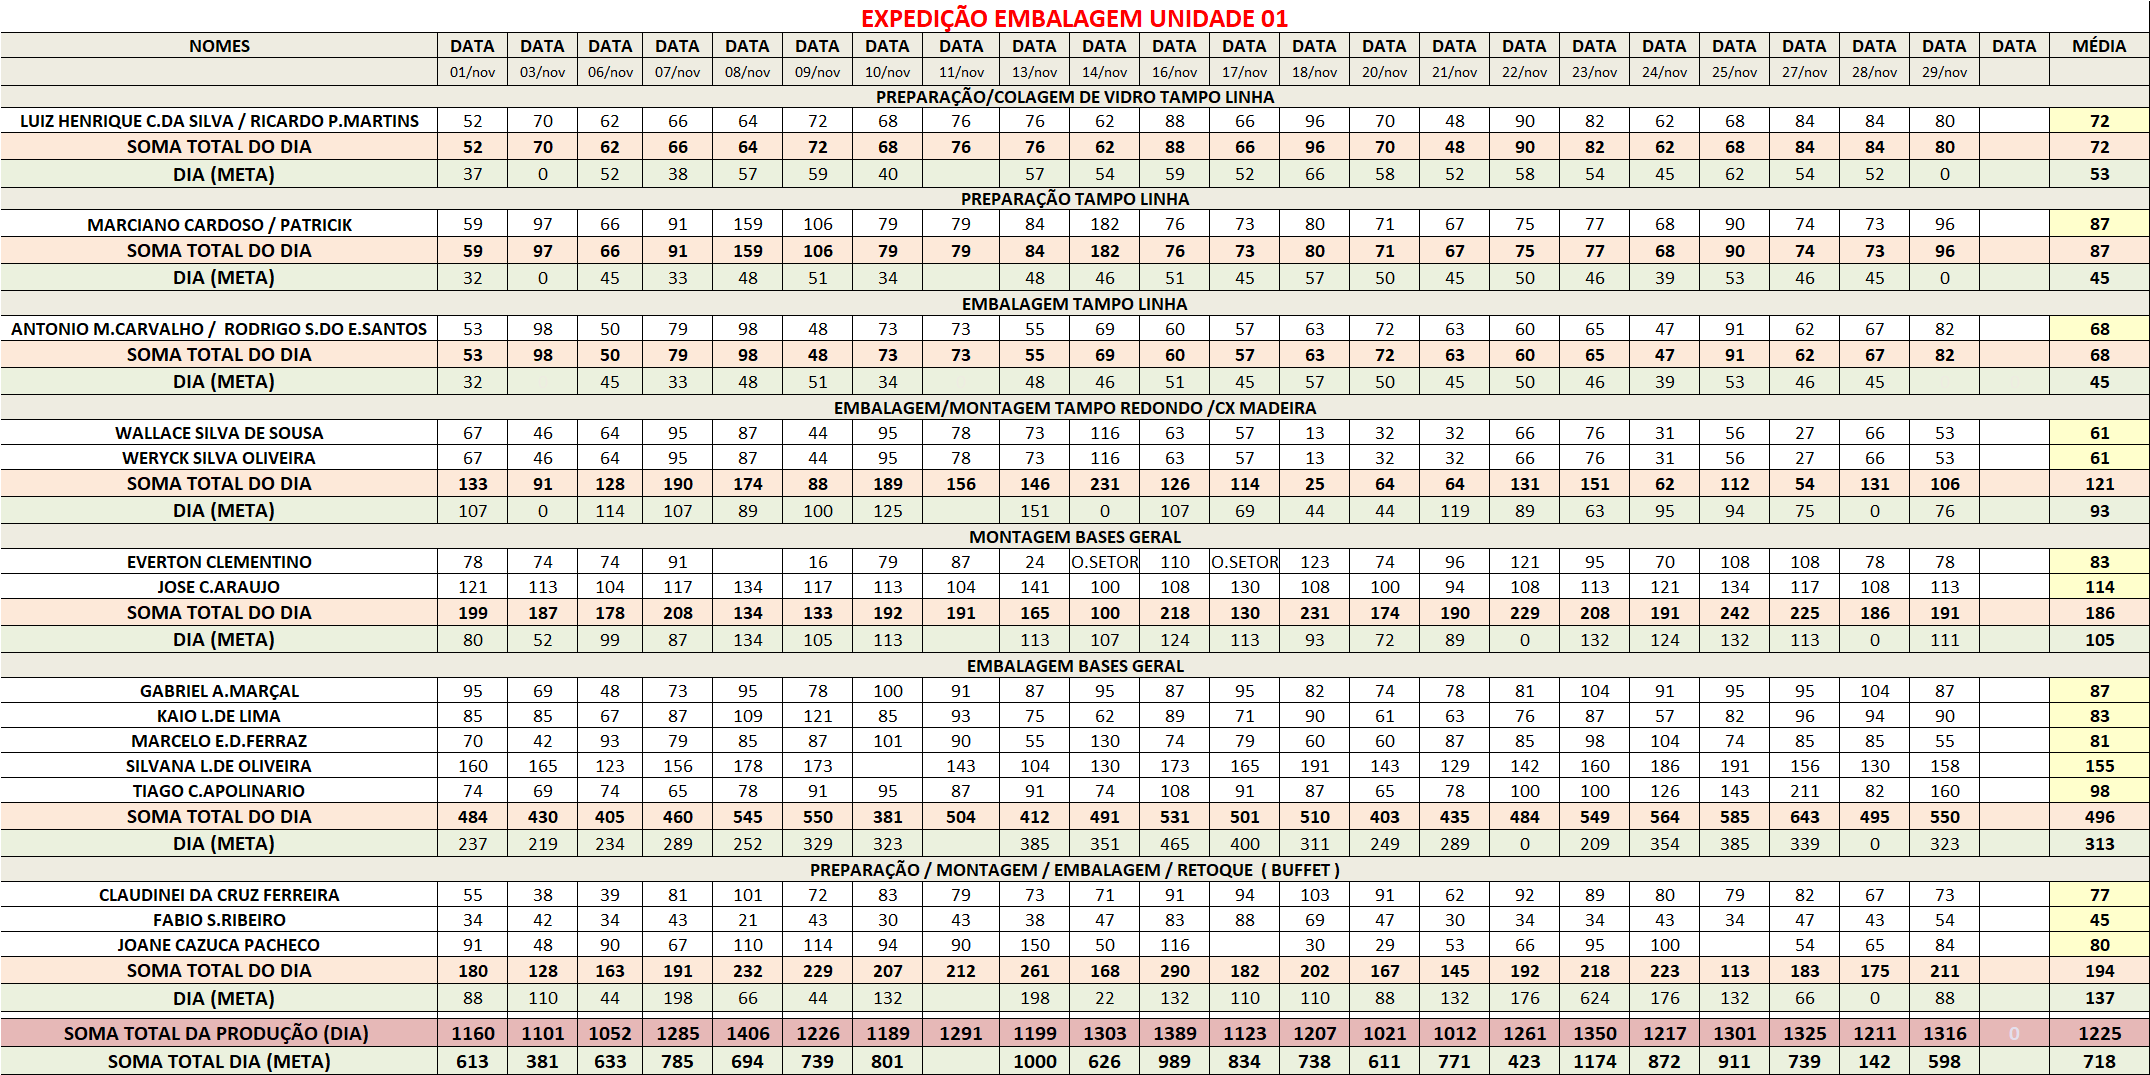 EXPEDIÇÃO EMBALAGEM UNIDADE 01
NOMES DATA DATA DATA DATA DATA DATA DATA DATA DATA DATA DATA DATA DATA DATA DATA DATA DATA DATA DATA DATA DATA DATA DATA MÉDIA
01/nov 03/nov 06/nov 07/nov 08/nov 09/nov 10/nov 11/nov 13/nov 14/nov 16/nov 17/nov 18/nov 20/nov 21/nov 22/nov 23/nov 24/nov 25/nov 27/nov 28/nov 29/nov
PREPARAÇÃO/COLAGEM DE VIDRO TAMPO LINHA
LUIZ HENRIQUE C.DA SILVA / RICARDO P.MARTINS 52 70 62 66 64 72 68 76 76 62 88 66 96 70 48 90 82 62 68 84 84 80 72
SOMA TOTAL DO DIA 52 70 62 66 64 72 68 76 76 62 88 66 96 70 48 90 82 62 68 84 84 80 72
DIA (META) 37 0 52 38 57 59 40 57 54 59 52 66 58 52 58 54 45 62 54 52 0 53
PREPARAÇÃO TAMPO LINHA
MARCIANO CARDOSO / PATRICIK 59 97 66 91 159 106 79 79 84 182 76 73 80 71 67 75 77 68 90 74 73 96 87
SOMA TOTAL DO DIA 59 97 66 91 159 106 79 79 84 182 76 73 80 71 67 75 77 68 90 74 73 96 87
DIA (META) 32 0 45 33 48 51 34 48 46 51 45 57 50 45 50 46 39 53 46 45 0 45
EMBALAGEM TAMPO LINHA
ANTONIO M.CARVALHO / RODRIGO S.DO E.SANTOS 53 98 50 79 98 48 73 73 55 69 60 57 63 72 63 60 65 47 91 62 67 82 68
SOMA TOTAL DO DIA 53 98 50 79 98 48 73 73 55 69 60 57 63 72 63 60 65 47 91 62 67 82 68
DIA (META) 32 45 33 48 51 34 48 46 51 45 57 50 45 50 46 39 53 46 45 45
EMBALAGEM/MONTAGEM TAMPO REDONDO /CX MADEIRA
WALLACE SILVA DE SOUSA 67 46 64 95 87 44 95 78 73 116 63 57 13 32 32 66 76 31 56 27 66 53 61
WERYCK SILVA OLIVEIRA 67 46 64 95 87 44 95 78 73 116 63 57 13 32 32 66 76 31 56 27 66 53 61
SOMA TOTAL DO DIA 133 91 128 190 174 88 189 156 146 231 126 114 25 64 64 131 151 62 112 54 131 106 121
DIA (META) 107 0 114 107 89 100 125 151 0 107 69 44 44 119 89 63 95 94 75 0 76 93
MONTAGEM BASES GERAL
EVERTON CLEMENTINO 78 74 74 91 16 79 87 24 O.SETOR 110 O.SETOR 123 74 96 121 95 70 108 108 78 78 83
JOSE C.ARAUJO 121 113 104 117 134 117 113 104 141 100 108 130 108 100 94 108 113 121 134 117 108 113 114
SOMA TOTAL DO DIA 199 187 178 208 134 133 192 191 165 100 218 130 231 174 190 229 208 191 242 225 186 191 186
DIA (META) 80 52 99 87 134 105 113 113 107 124 113 93 72 89 0 132 124 132 113 0 111 105
EMBALAGEM BASES GERAL
GABRIEL A.MARÇAL 95 69 48 73 95 78 100 91 87 95 87 95 82 74 78 81 104 91 95 95 104 87 87
KAIO L.DE LIMA 85 85 67 87 109 121 85 93 75 62 89 71 90 61 63 76 87 57 82 96 94 90 83
MARCELO E.D.FERRAZ 70 42 93 79 85 87 101 90 55 130 74 79 60 60 87 85 98 104 74 85 85 55 81
SILVANA L.DE OLIVEIRA 160 165 123 156 178 173 143 104 130 173 165 191 143 129 142 160 186 191 156 130 158 155
TIAGO C.APOLINARIO 74 69 74 65 78 91 95 87 91 74 108 91 87 65 78 100 100 126 143 211 82 160 98
SOMA TOTAL DO DIA 484 430 405 460 545 550 381 504 412 491 531 501 510 403 435 484 549 564 585 643 495 550 496
DIA (META) 237 219 234 289 252 329 323 385 351 465 400 311 249 289 0 209 354 385 339 0 323 313
PREPARAÇÃO / MONTAGEM / EMBALAGEM / RETOQUE ( BUFFET )
CLAUDINEI DA CRUZ FERREIRA 55 38 39 81 101 72 83 79 73 71 91 94 103 91 62 92 89 80 79 82 67 73 77
FABIO S.RIBEIRO 34 42 34 43 21 43 30 43 38 47 83 88 69 47 30 34 34 43 34 47 43 54 45
JOANE CAZUCA PACHECO 91 48 90 67 110 114 94 90 150 50 116 30 29 53 66 95 100 54 65 84 80
SOMA TOTAL DO DIA 180 128 163 191 232 229 207 212 261 168 290 182 202 167 145 192 218 223 113 183 175 211 194
DIA (META) 88 110 44 198 66 44 132 198 22 132 110 110 88 132 176 624 176 132 66 0 88 137
SOMA TOTAL DA PRODUÇÃO (DIA) 1160 1101 1052 1285 1406 1226 1189 1291 1199 1303 1389 1123 1207 1021 1012 1261 1350 1217 1301 1325 1211 1316 0 1225
SOMA TOTAL DIA (META) 613 381 633 785 694 739 801 1000 626 989 834 738 611 771 423 1174 872 911 739 142 598 718